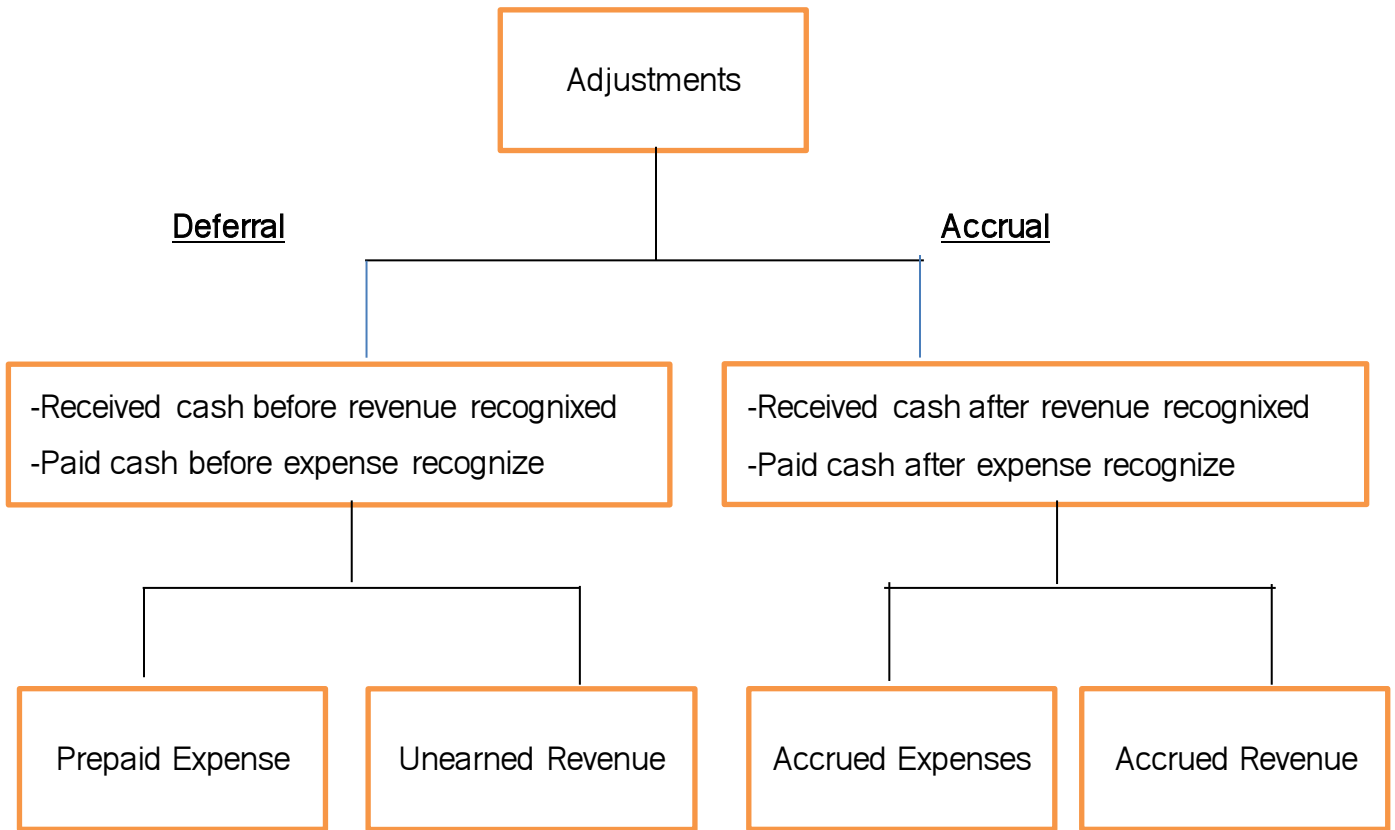 Adjustments
Deferral
Accrual
-Received cash before revenue recognixed
-Paid cash before expense recognize
-Received cash after revenue recognixed
-Paid cash after expense recognize
Prepaid Expense
Unearned Revenue
Accrued Expenses
Accrued Revenue